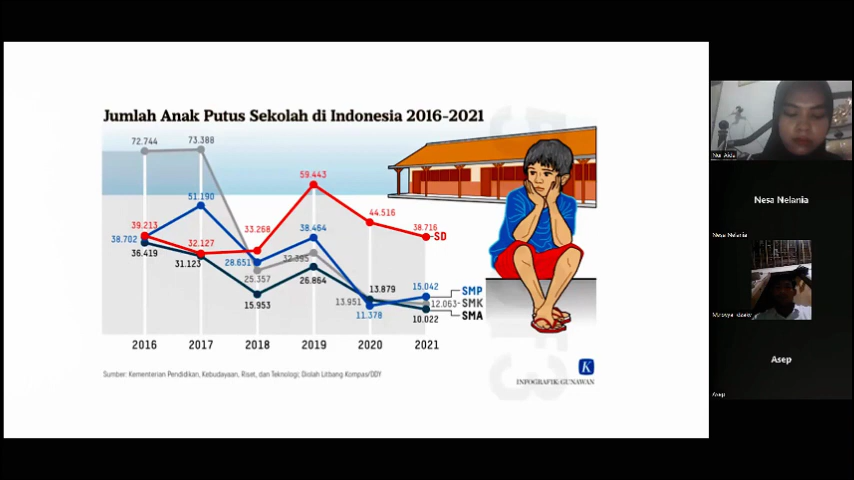 Jumlah Anak Putus Sekolah di Indonesia 2016-2021
72.744
73.388
51.190
39.213
38.702
36.419
32.127
31.123
33.268
28.651
25.357
15.953
59.443
38.464
32.395
26.864
44.516
13.951
13.879
11.378
38.716
SD
15.042
SMP
12.063
SMK
10.022
SMA
2016 2017 2018 2019 2020 2021
Sumber: Kementerian Pendidikan, Kebudayaan, Riset, dan Teknologi; Diolah Litbang Kompas/DDY
K
INFOGRAFIK: GUNAWAN
Nur Aida
Nesa Nelania
Nesa Nelania
Asep
Asep